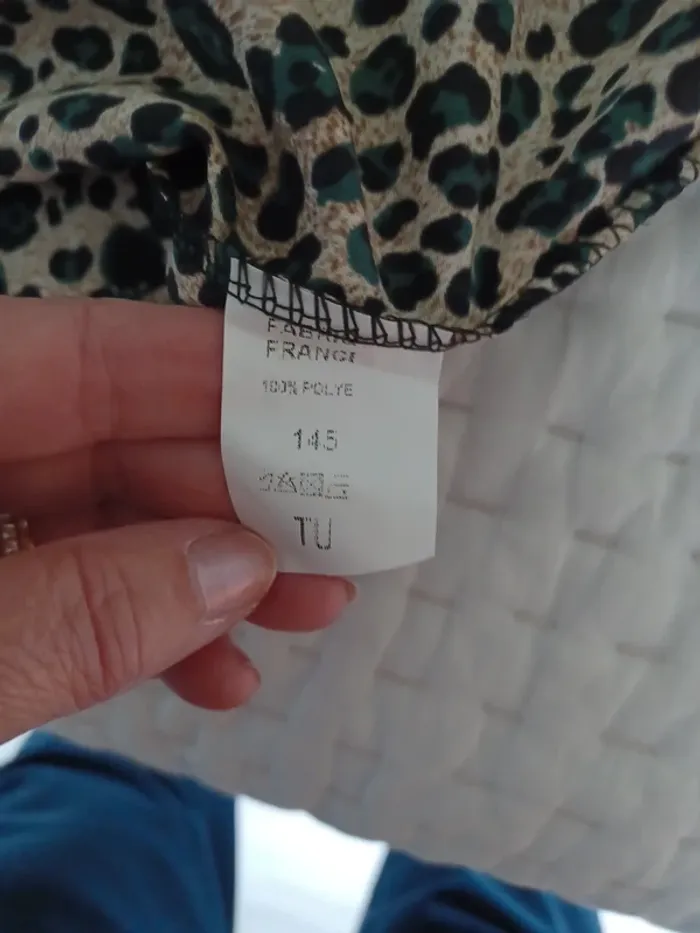 FRANCE
100% POLYE
145
TU